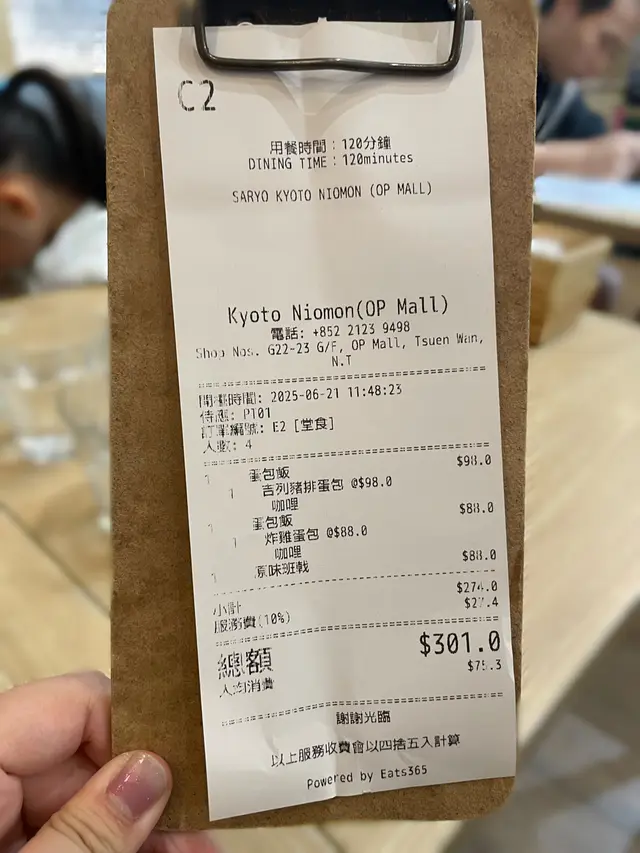 C2
用餐時間：120分鐘
DINING TIME：120minutes
SARYO KYOTO NIOMON (OP MALL)
Kyoto Niomon(OP Mall)
電話: +852 2123 9498
Shop Nos. G22-23 G/F, OP Mall, Tsuen Wan,
N.T
開檯時間: 2025-06-21 11:48:23
侍應: PT01
訂單編號: E2 [堂食]
人數: 4
1 蛋包飯 $98.0
1 吉列豬排蛋包 @$98.0
咖哩
1 蛋包飯 $88.0
1 炸雞蛋包 @$88.0
咖哩
1 原味班戟 $88.0
小計 $274.0
服務費(10%) $27.4
總額 $301.0
人均消費 $75.3
謝謝光臨
以上服務收費會以四捨五入計算
Powered by Eats365